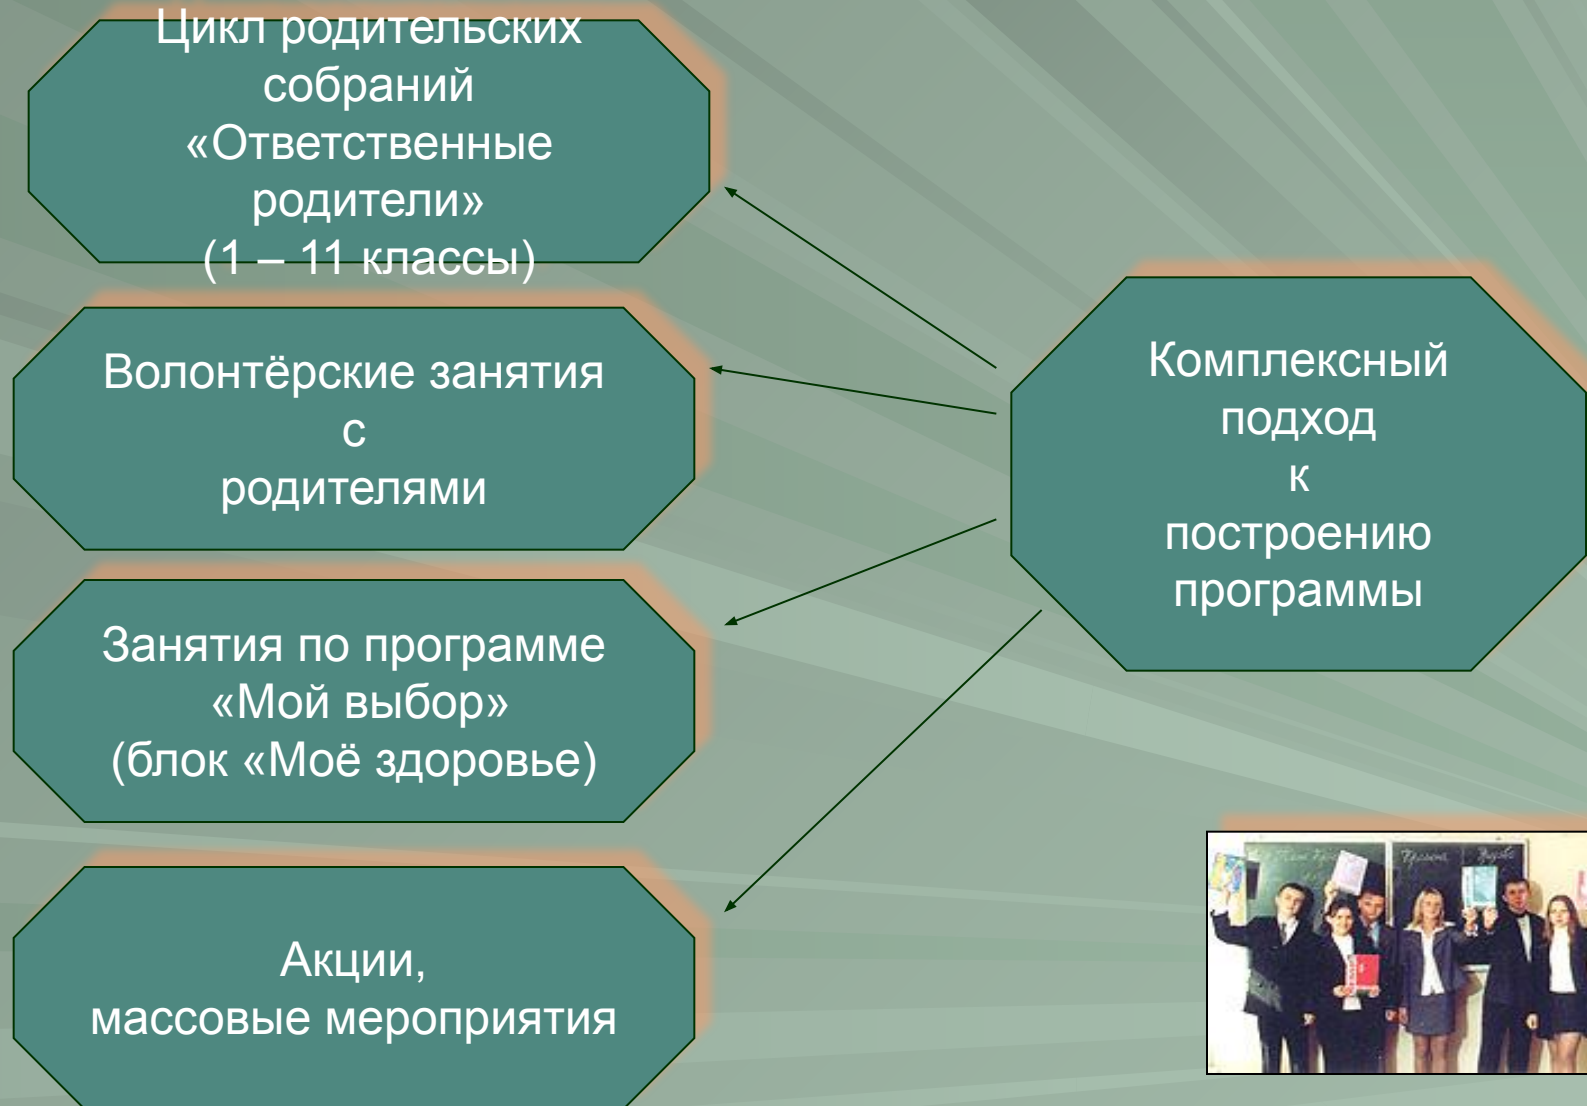 Цикл родительских
собраний
«Ответственные
родители»
(1 – 11 классы)
Волонтёрские занятия
с
родителями
Занятия по программе
«Мой выбор»
(блок «Моё здоровье)
Акции,
массовые мероприятия
Комплексный
подход
к
построению
программы